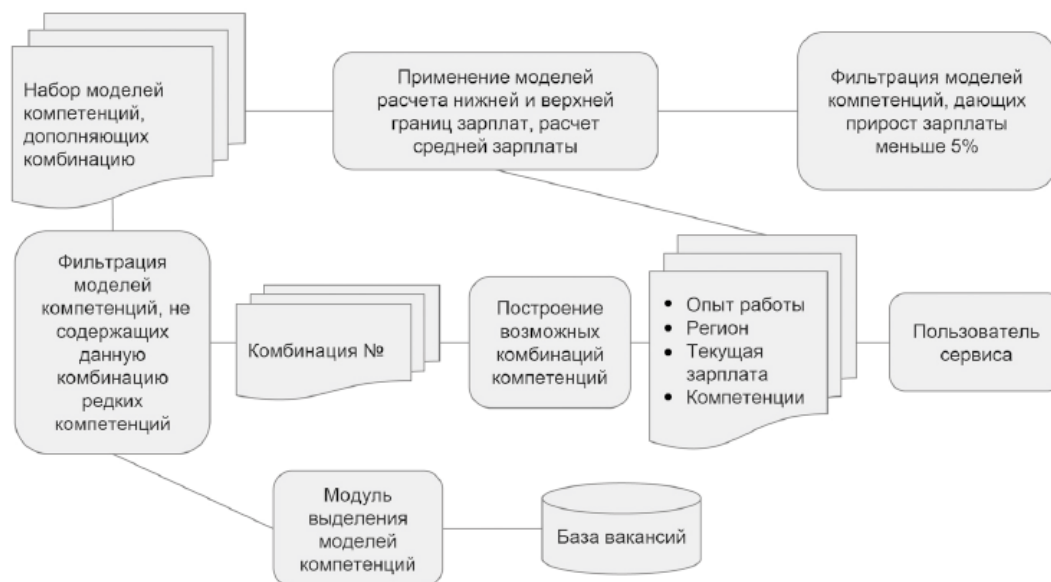 Набор моделей
компетенций,
дополняющих
комбинацию
Применение моделей
расчета нижней и верхней
границ зарплат, расчет
средней зарплаты
Фильтрация моделей
компетенций, дающих
прирост зарплаты
меньше 5%
Фильтрация
моделей
компетенций, не
содержащих
данную
комбинацию
редких
компетенций
Комбинация №
Построение
возможных
комбинаций
компетенций
• Опыт работы
• Регион
• Текущая
зарплата
• Компетенции
Пользователь
сервиса
Модуль
выделения
моделей
компетенций
База вакансий